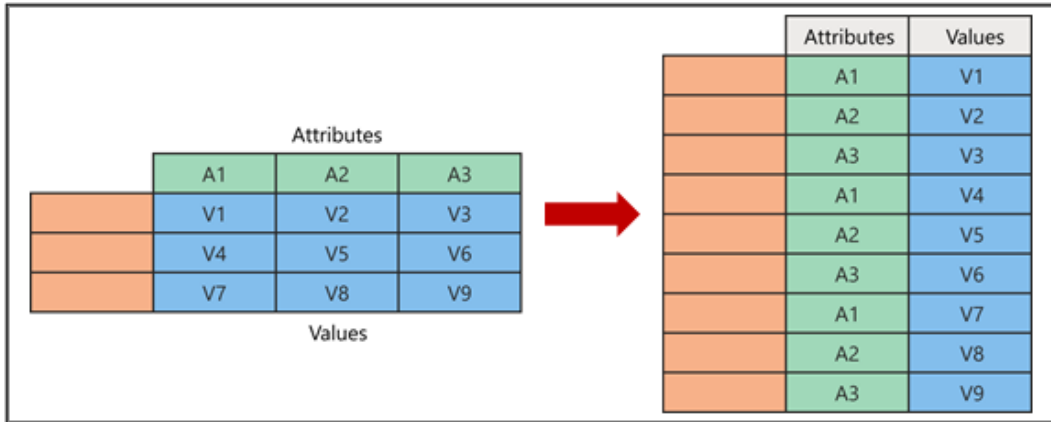 Attributes
A1 A2 A3
V1 V2 V3
V4 V5 V6
V7 V8 V9
Values
Attributes Values
A1 V1
A2 V2
A3 V3
A1 V4
A2 V5
A3 V6
A1 V7
A2 V8
A3 V9